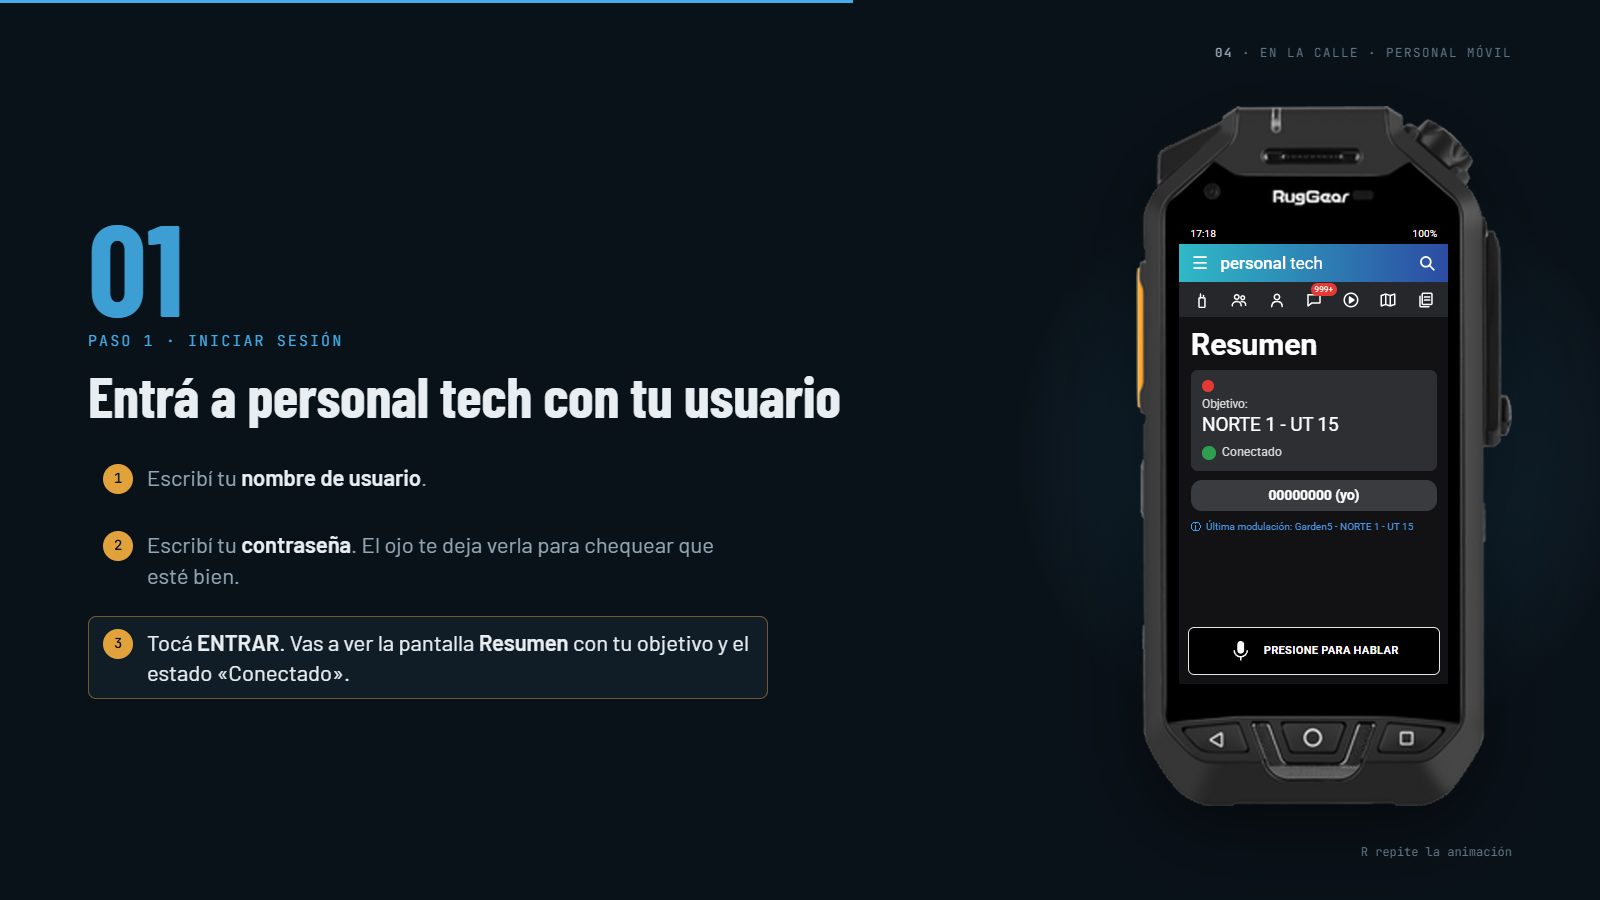 04 · EN LA CALLE · PERSONAL MÓVIL
01
PASO 1 · INICIAR SESIÓN
Entrá a personal tech con tu usuario
1 Escribí tu nombre de usuario.
2 Escribí tu contraseña. El ojo te deja verla para chequear que
esté bien.
3 Tocá ENTRAR. Vas a ver la pantalla Resumen con tu objetivo y el
estado «Conectado».
RugGear
17:18 100%
personal tech
999+
Resumen
Objetivo:
NORTE 1 - UT 15
Conectado
00000000 (yo)
Última modulación: Garden5 - NORTE 1 - UT 15
PRESIONE PARA HABLAR
R repite la animación